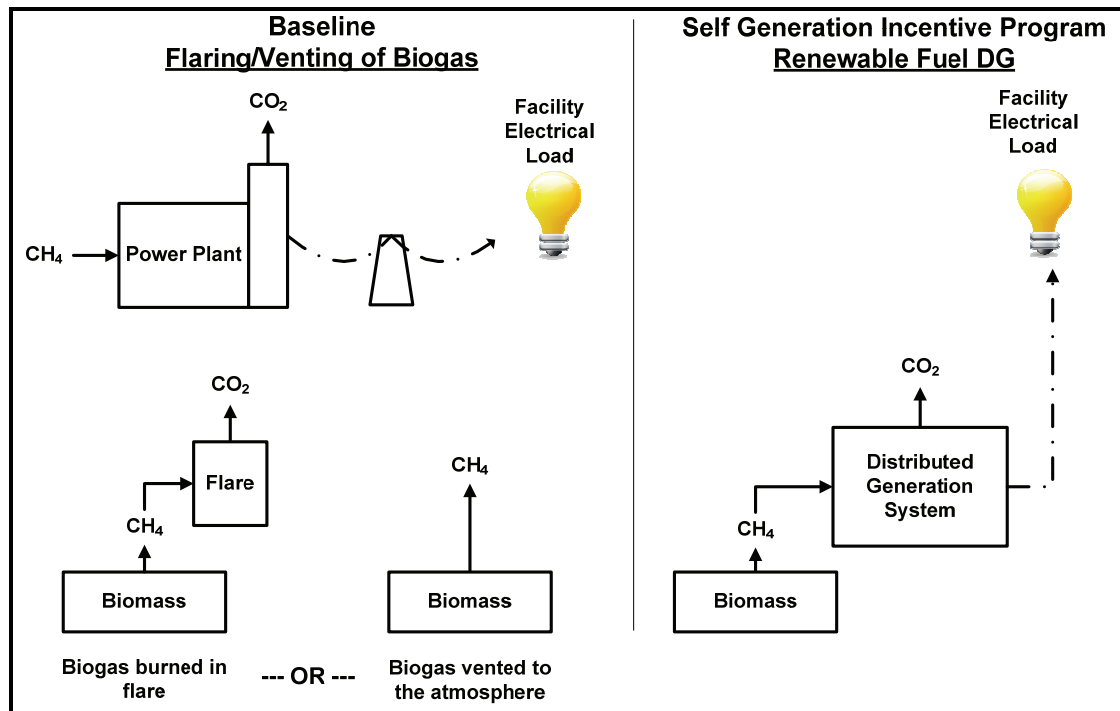 Baseline
Flaring/Venting of Biogas
CO₂
Facility
Electrical
Load
CH₄
Power Plant
CO₂
Flare
CH₄
CH₄
Biomass
Biomass
Biogas burned in
flare
--- OR ---
Biogas vented to
the atmosphere
Self Generation Incentive Program
Renewable Fuel DG
Facility
Electrical
Load
CO₂
Distributed
Generation
System
CH₄
Biomass